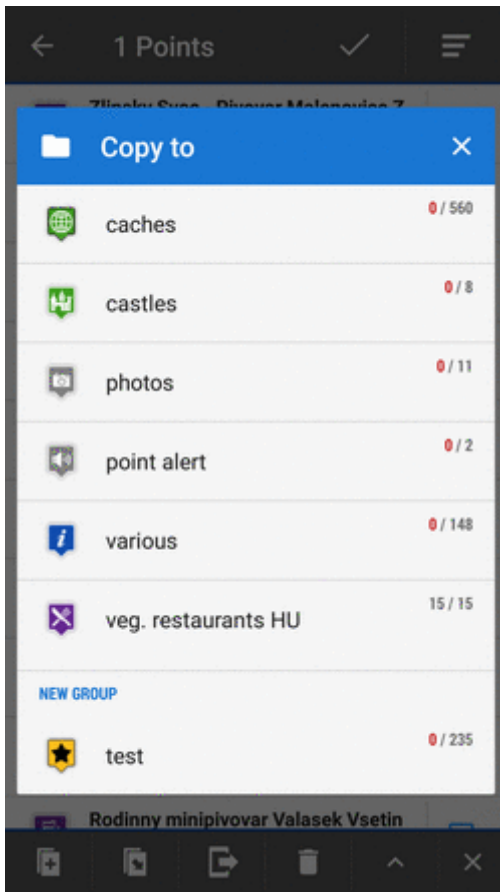 1 Points
Copy to
caches
0 / 560
castles
0 / 8
photos
0 / 11
point alert
0 / 2
various
0 / 148
veg. restaurants HU
15 / 15
NEW GROUP
test
0 / 235
Rodinny minipivovar Valasek Vsetin